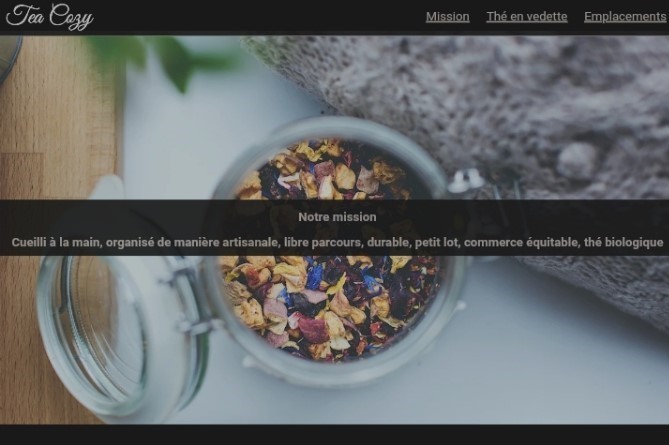 Tea Cozy
Mission Thé en vedette Emplacements
Notre mission
Cueilli à la main, organisé de manière artisanale, libre parcours, durable, petit lot, commerce équitable, thé biologique